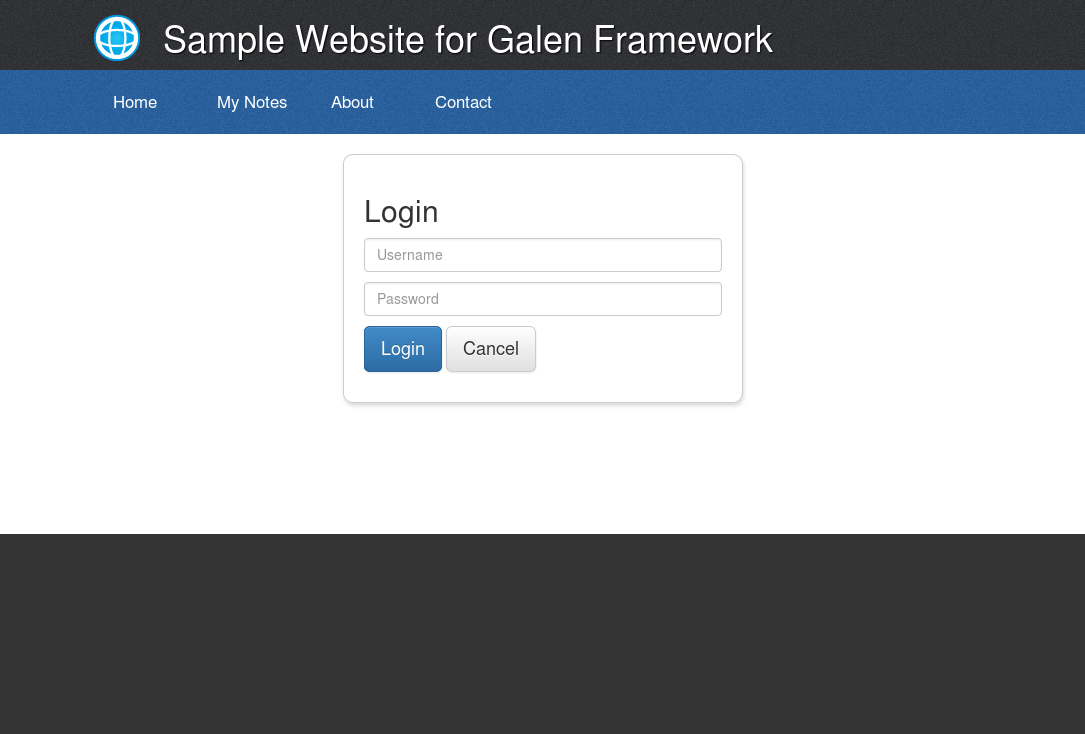 Sample Website for Galen Framework
Home My Notes About Contact
Login
Username
Password
Login Cancel